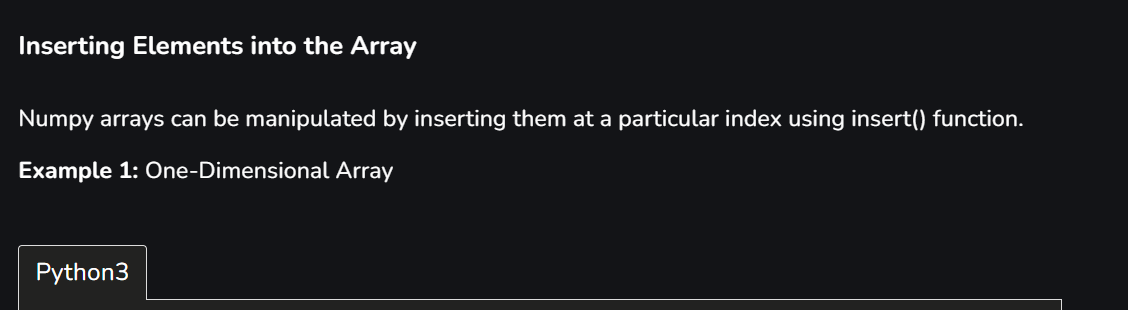 Inserting Elements into the Array
Numpy arrays can be manipulated by inserting them at a particular index using insert() function.
Example 1: One-Dimensional Array
Python3